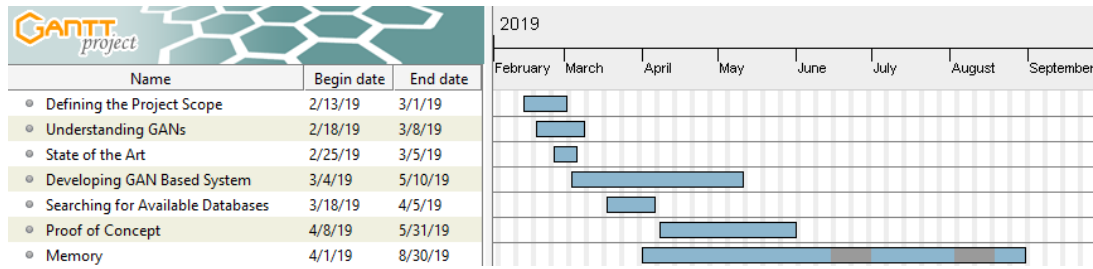 GANTT
project
2019
February March April May June July August September
Name Begin date End date
Defining the Project Scope 2/13/19 3/1/19
Understanding GANs 2/18/19 3/8/19
State of the Art 2/25/19 3/5/19
Developing GAN Based System 3/4/19 5/10/19
Searching for Available Databases 3/18/19 4/5/19
Proof of Concept 4/8/19 5/31/19
Memory 4/1/19 8/30/19